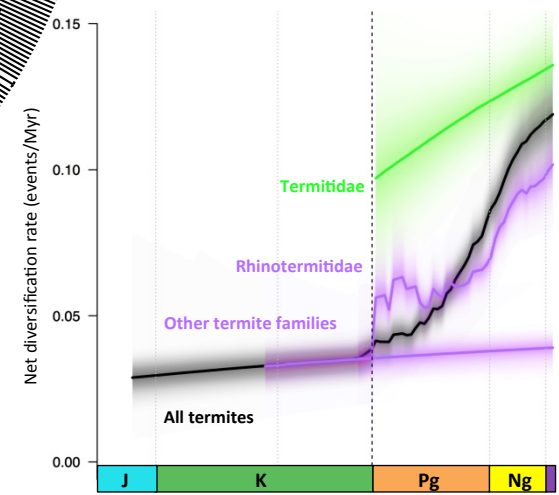 0.15
0.10
0.05
0.00
Net diversification rate (events/Myr)
Termitidae
Rhinotermitidae
Other termite families
All termites
J K Pg Ng